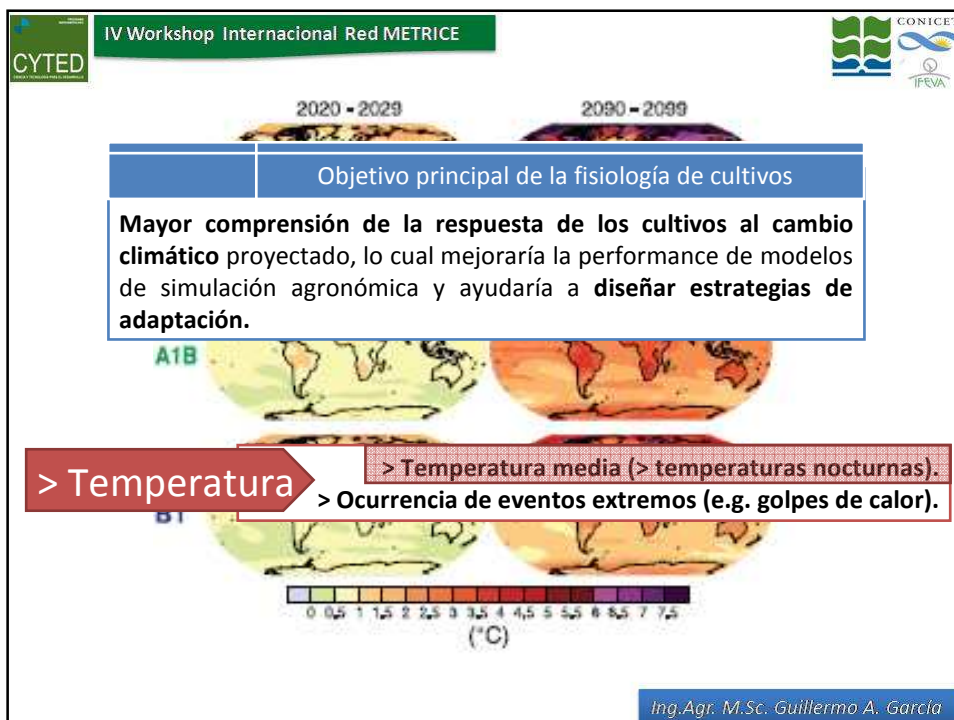 IV Workshop Internacional Red METRICE
CYTED
CONICET
IFEVA
2020 - 2029
2090 - 2099
Objetivo principal de la fisiología de cultivos
Mayor comprensión de la respuesta de los cultivos al cambio
climático proyectado, lo cual mejoraría la performance de modelos
de simulación agronómica y ayudaría a diseñar estrategias de
adaptación.
A1B
> Temperatura
> Temperatura media (> temperaturas nocturnas).
> Ocurrencia de eventos extremos (e.g. golpes de calor).
B1
0 0,5 1 1,5 2 2,5 3 3,5 4 4,5 5 5,5 6 6,5 7 7,5
(°C)
Ing.Agr. M.Sc. Guillermo A. García